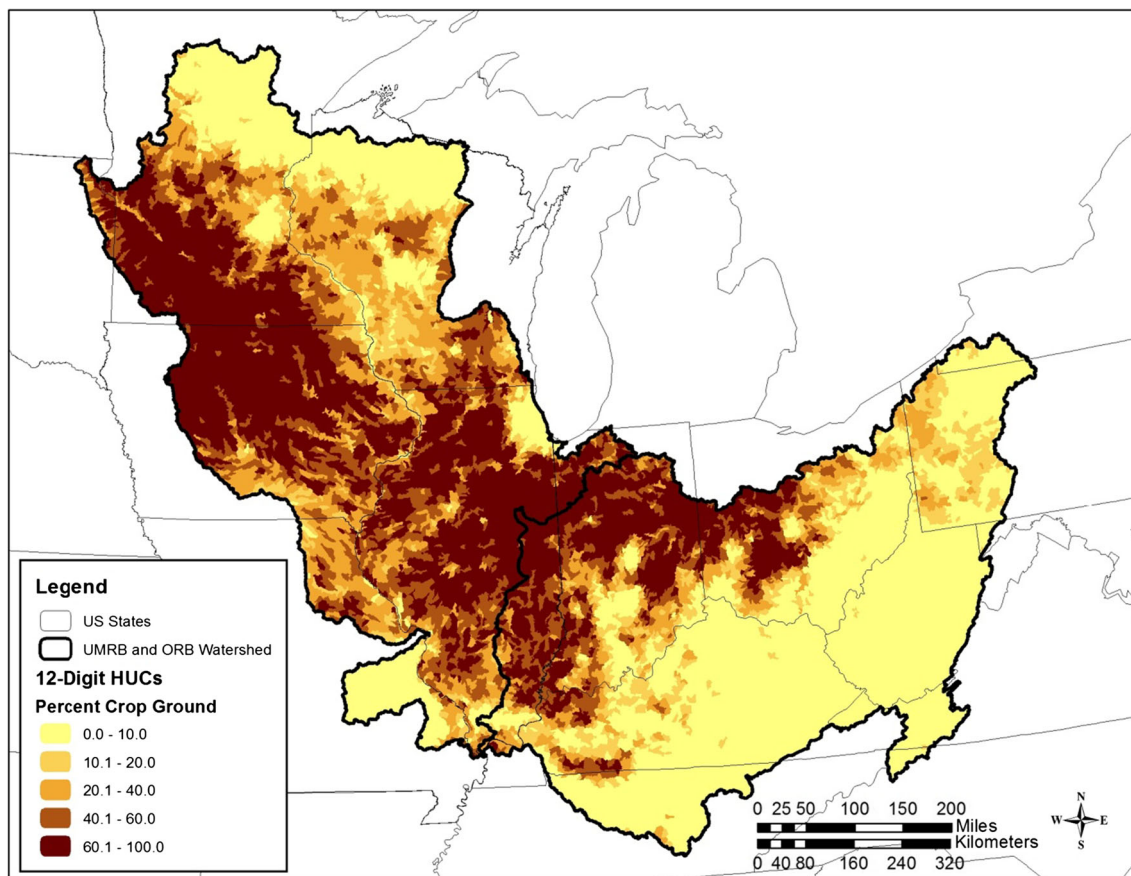 Legend
US States
UMRB and ORB Watershed
12-Digit HUCs
Percent Crop Ground
0.0 - 10.0
10.1 - 20.0
20.1 - 40.0
40.1 - 60.0
60.1 - 100.0
0 25 50 100 150 200
Miles
Kilometers
0 40 80 160 240 320
N
W E
S